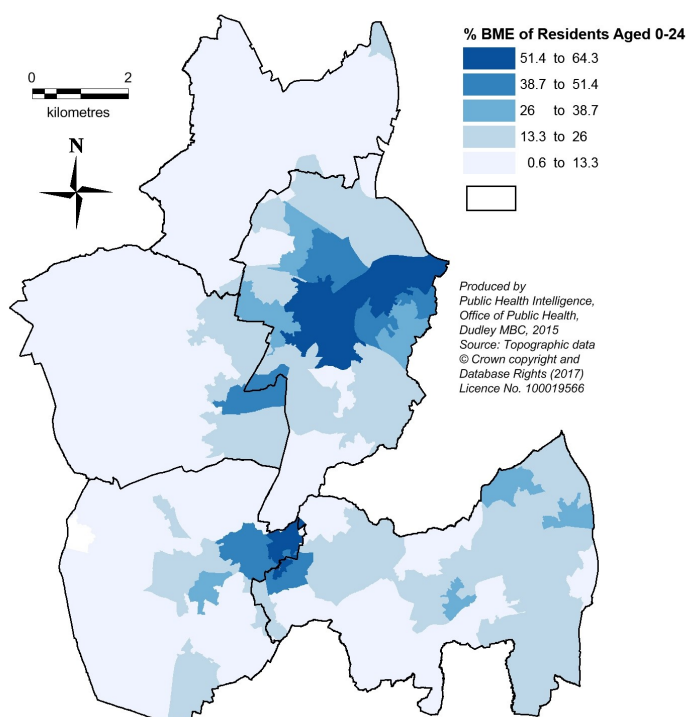 % BME of Residents Aged 0-24
51.4 to 64.3
38.7 to 51.4
26 to 38.7
13.3 to 26
0.6 to 13.3
0 2
kilometres
N
Produced by
Public Health Intelligence,
Office of Public Health,
Dudley MBC, 2015
Source: Topographic data
© Crown copyright and
Database Rights (2017)
Licence No. 100019566